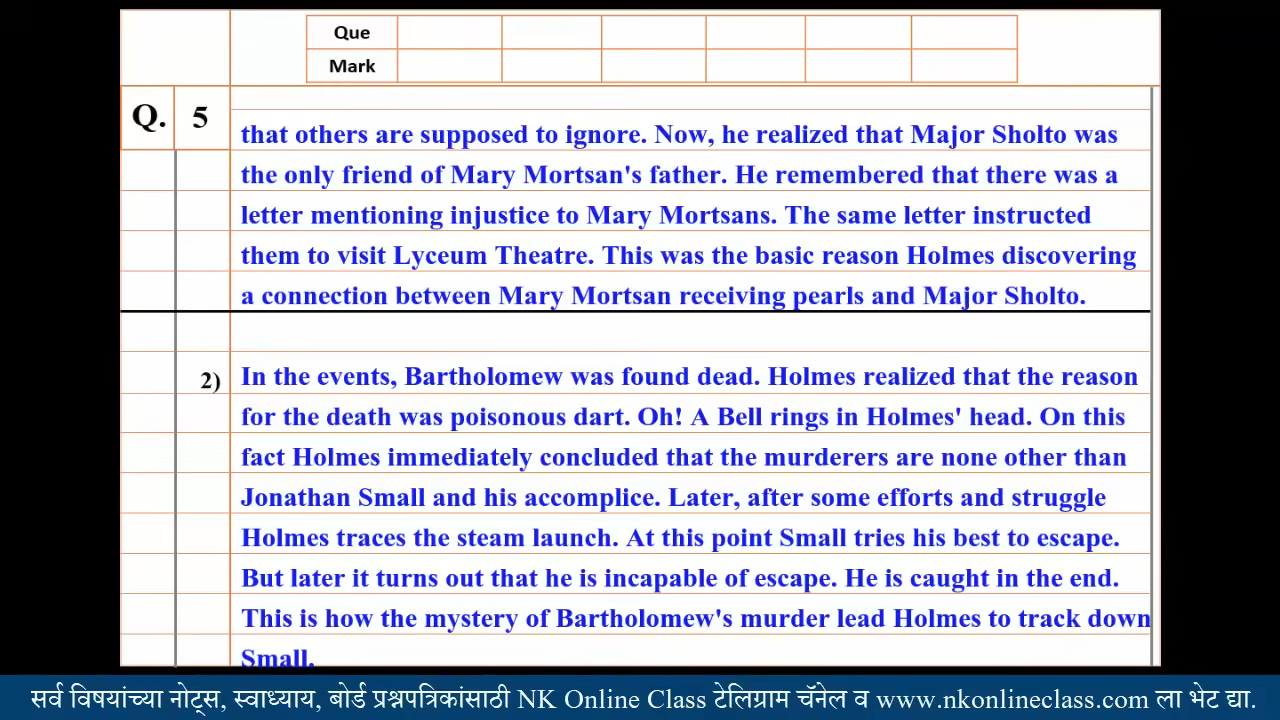 Que
Mark
Q. 5
that others are supposed to ignore. Now, he realized that Major Sholto was
the only friend of Mary Mortsan's father. He remembered that there was a
letter mentioning injustice to Mary Mortsans. The same letter instructed
them to visit Lyceum Theatre. This was the basic reason Holmes discovering
a connection between Mary Mortsan receiving pearls and Major Sholto.
2) In the events, Bartholomew was found dead. Holmes realized that the reason
for the death was poisonous dart. Oh! A Bell rings in Holmes' head. On this
fact Holmes immediately concluded that the murderers are none other than
Jonathan Small and his accomplice. Later, after some efforts and struggle
Holmes traces the steam launch. At this point Small tries his best to escape.
But later it turns out that he is incapable of escape. He is caught in the end.
This is how the mystery of Bartholomew's murder lead Holmes to track down
Small.
सर्व विषयांच्या नोट्स, स्वाध्याय, बोर्ड प्रश्नपत्रिकांसाठी NK Online Class टेलिग्राम चॅनेल व www.nkonlineclass.com ला भेट द्या.